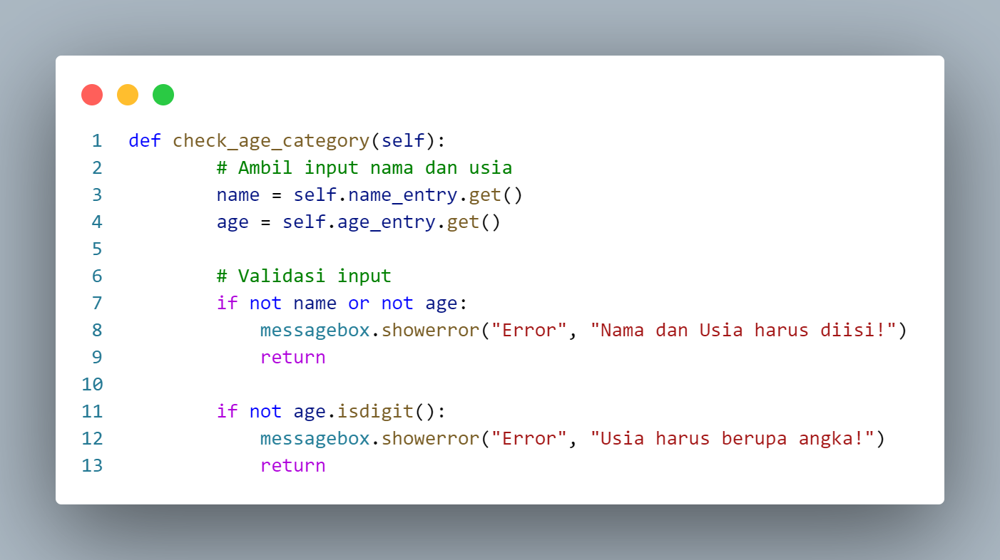 1 def check_age_category(self):
2         # Ambil input nama dan usia
3         name = self.name_entry.get()
4         age = self.age_entry.get()
5
6         # Validasi input
7         if not name or not age:
8             messagebox.showerror("Error", "Nama dan Usia harus diisi!")
9             return
10
11         if not age.isdigit():
12             messagebox.showerror("Error", "Usia harus berupa angka!")
13             return